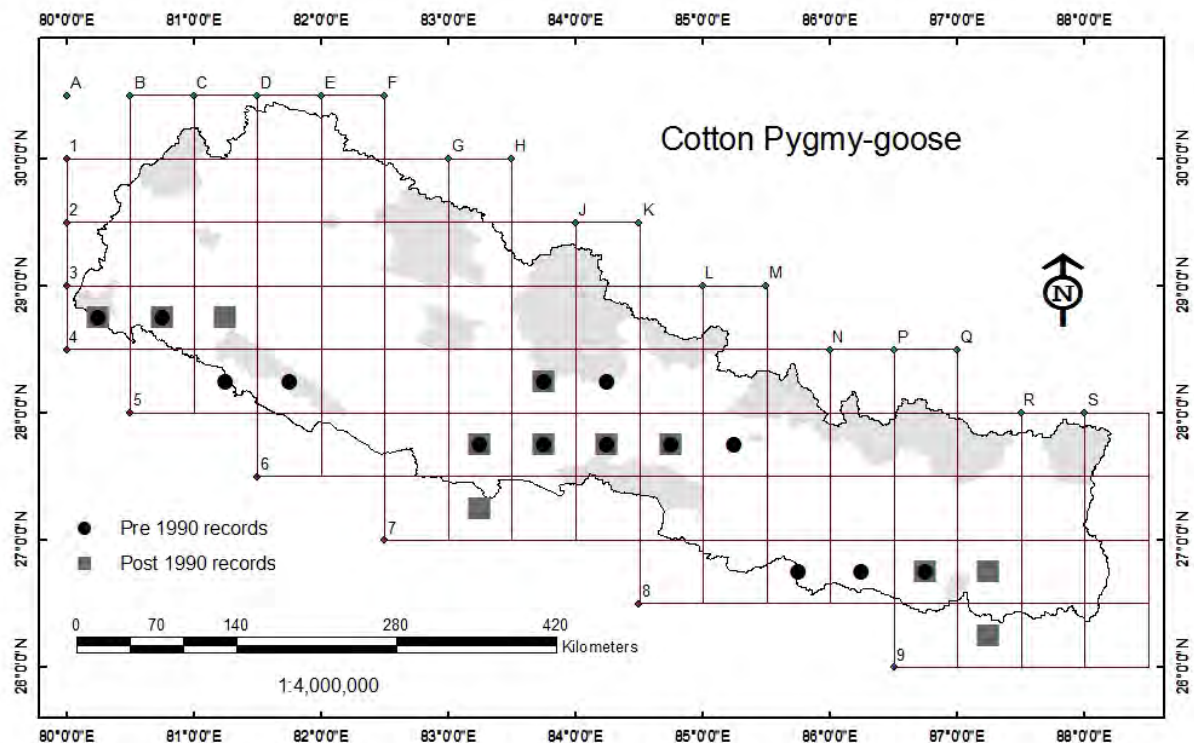 80°0'0"E 81°0'0"E 82°0'0"E 83°0'0"E 84°0'0"E 85°0'0"E 86°0'0"E 87°0'0"E 88°0'0"E
A B C D E F
Cotton Pygmy-goose
30°0'0"N 1 G H 30°0'0"N
2 J K
29°0'0"N 3 L M 29°0'0"N
N
4 N P Q
28°0'0"N 5 R S 28°0'0"N
6
Pre 1990 records
27°0'0"N 7 27°0'0"N
Post 1990 records
8
0 70 140 280 420
Kilometers
26°0'0"N 9 26°0'0"N
1:4,000,000
80°0'0"E 81°0'0"E 82°0'0"E 83°0'0"E 84°0'0"E 85°0'0"E 86°0'0"E 87°0'0"E 88°0'0"E